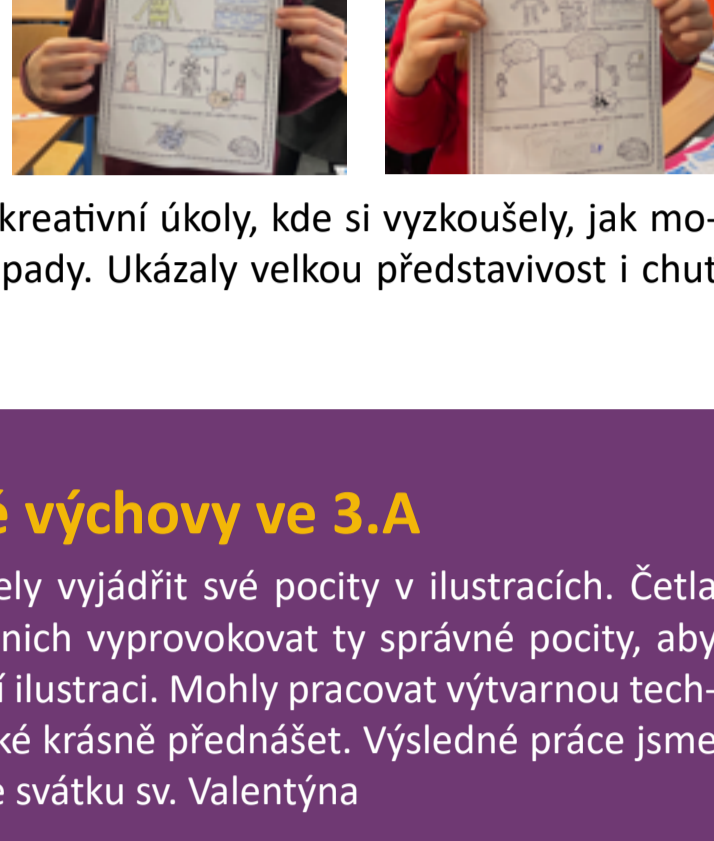 kreativní úkoly, kde si vyzkoušely, jak mo-
pady. Ukázaly velkou představivost i chut
é výchovy ve 3.A
ely vyjádřit své pocity v ilustracích. Četla
nich vyprovokovat ty správné pocity, aby
í ilustraci. Mohly pracovat výtvarnou tech-
ké krásně přednášet. Výsledné práce jsme
e svátku sv. Valentýna